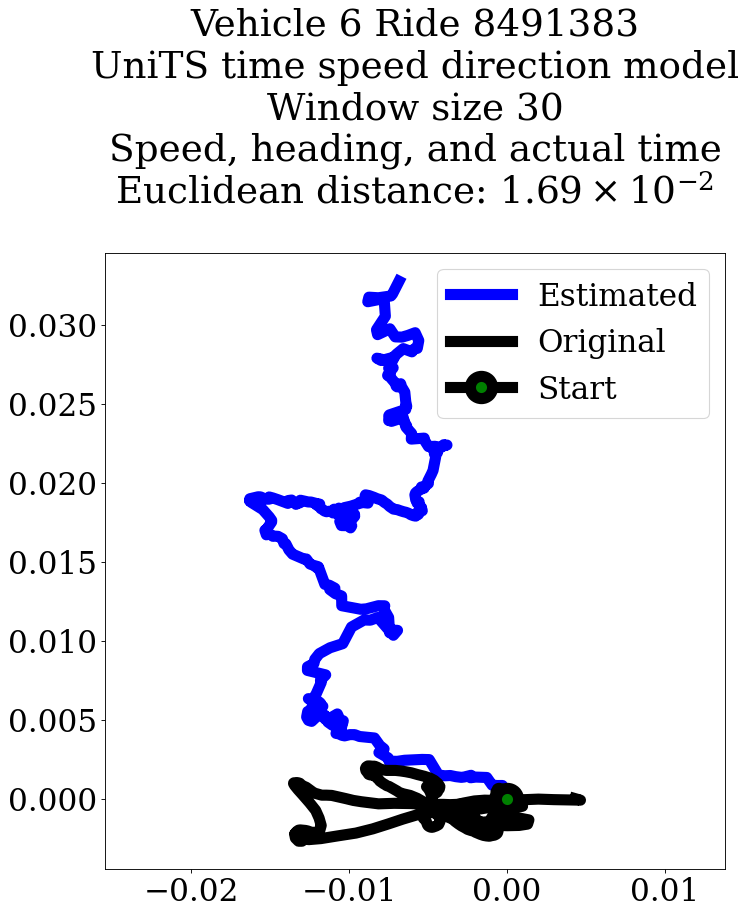 Vehicle 6 Ride 8491383
UniTS time speed direction model
Window size 30
Speed, heading, and actual time
Euclidean distance: 1.69 × 10⁻²
Estimated
Original
Start
0.030
0.025
0.020
0.015
0.010
0.005
0.000
−0.02 −0.01 0.00 0.01